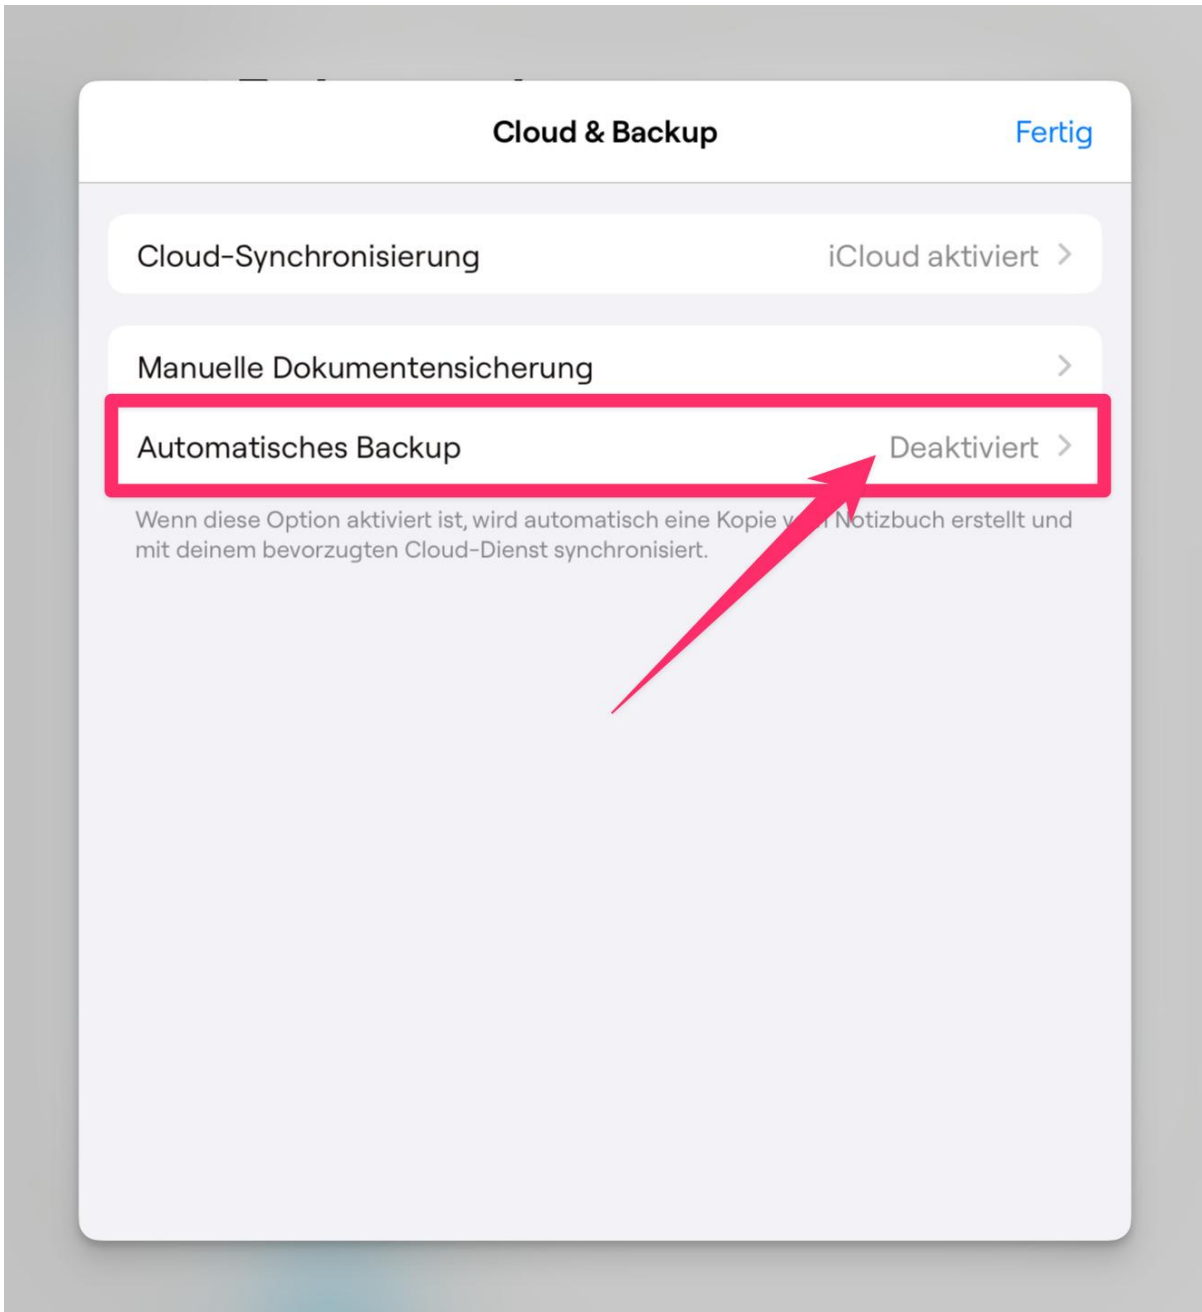 Cloud & Backup
Fertig
Cloud-Synchronisierung
iCloud aktiviert
Manuelle Dokumentensicherung
Automatisches Backup
Deaktiviert
Wenn diese Option aktiviert ist, wird automatisch eine Kopie Notizbuch erstellt und
mit deinem bevorzugten Cloud-Dienst synchronisiert.